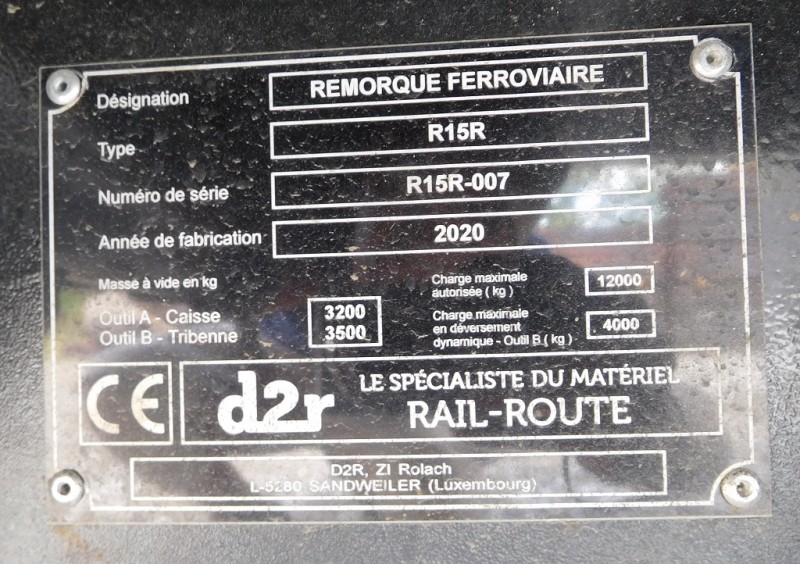 Désignation REMORQUE FERROVIAIRE
Type R15R
Numéro de série R15R-007
Année de fabrication 2020
Masse à vide en kg
Outil A - Caisse 3200
Outil B - Tribenne 3500
Charge maximale
autorisée ( kg ) 12000
Charge maximale
en déversement
dynamique - Outil B ( kg ) 4000
CE
d2r
LE SPÉCIALISTE DU MATÉRIEL
RAIL-ROUTE
D2R, ZI Rolach
L-5280 SANDWEILER (Luxembourg)